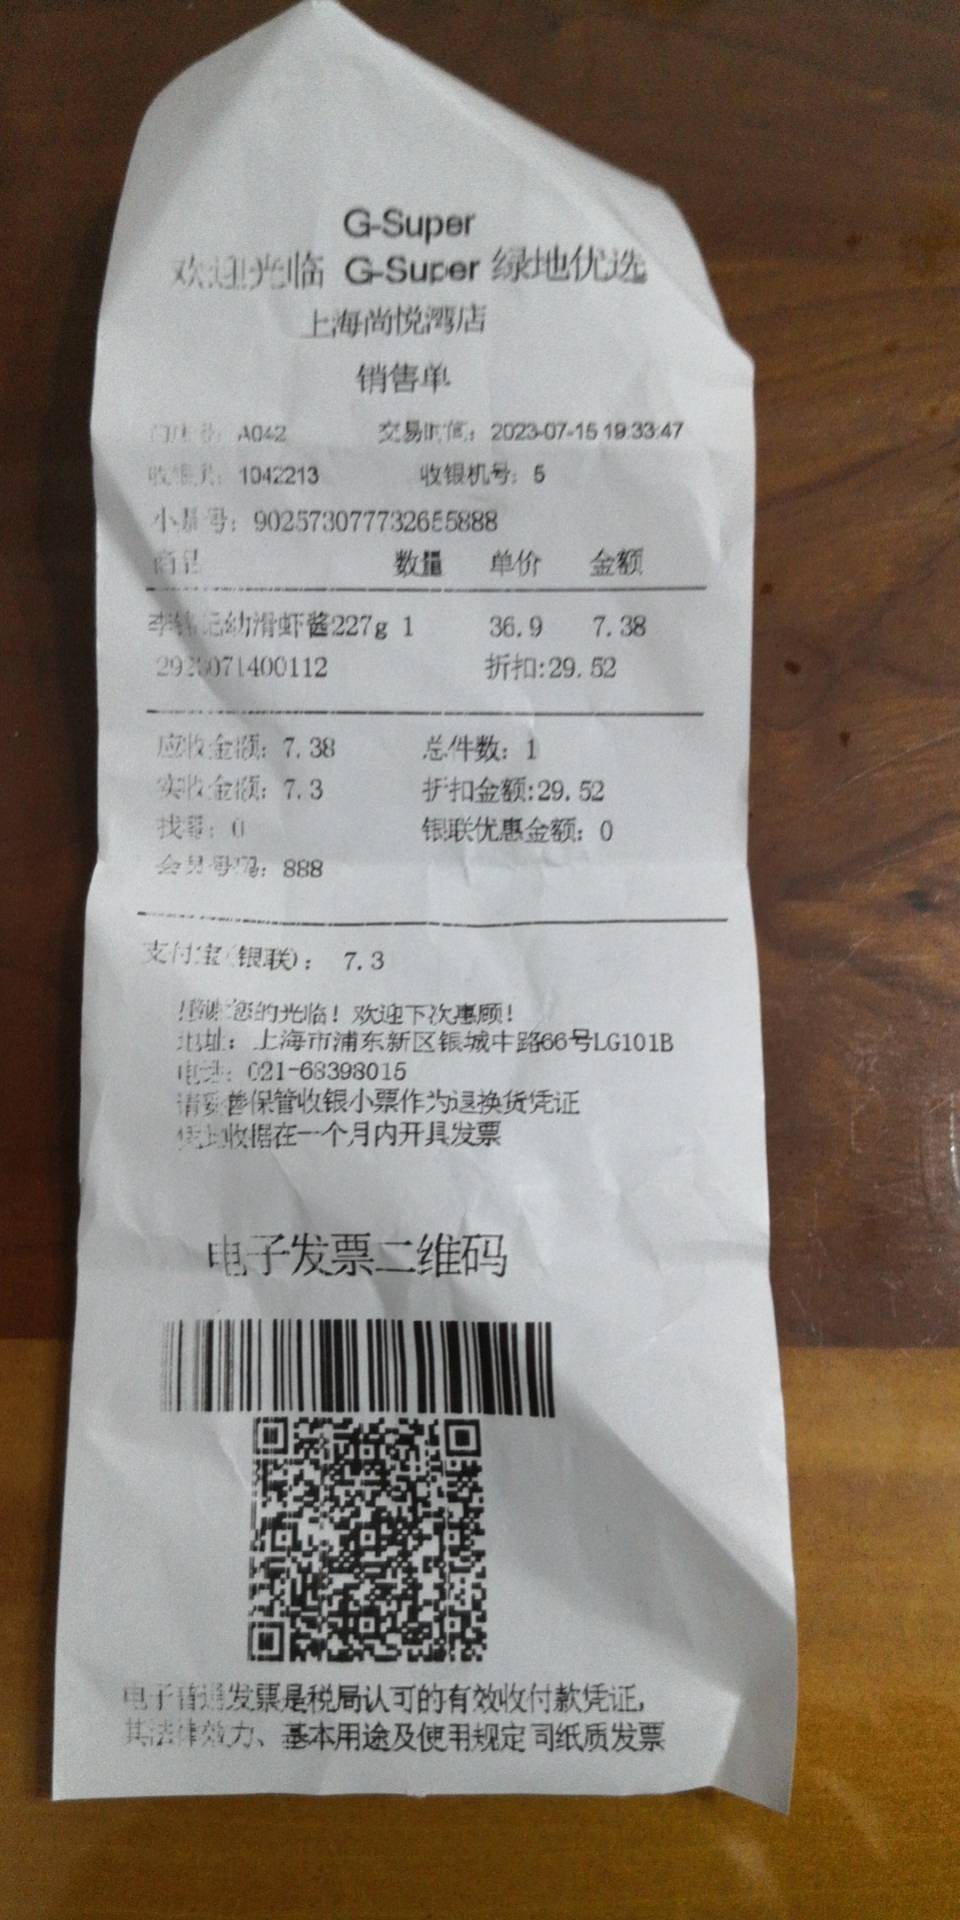 G-Super
欢迎光临 G-Super 绿地优选
上海尚悦湾店
销售单
A042 交易时间：2023-07-15 19:33:47
收银员：1042213 收银机号：5
小票号：902573077732655888
商品 数量 单价 金额
李锦记幼滑虾酱227g 1 36.9 7.38
折扣:29.52
应收金额：7.38 总件数：1
实收金额：7.3 折扣金额:29.52
找零：0 银联优惠金额：0
会员号码：888
支付宝(银联)：7.3
感谢您的光临！欢迎下次惠顾！
地址：上海市浦东新区银城中路66号LG101B
电话：021-68398015
请妥善保管收银小票作为退换货凭证
收据在一个月内开具发票
电子发票二维码
电子普通发票是税局认可的有效收付款凭证，
其法律效力、基本用途及使用规定同纸质发票